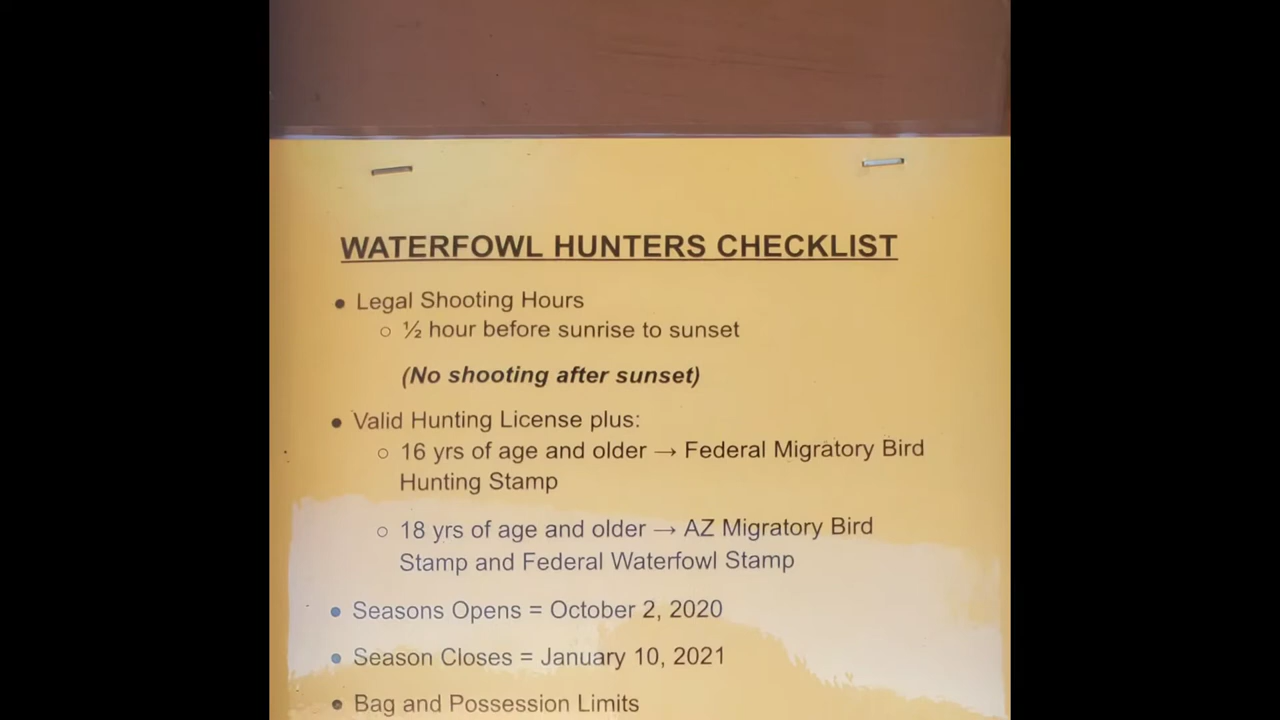 WATERFOWL HUNTERS CHECKLIST
● Legal Shooting Hours
○ ½ hour before sunrise to sunset
(No shooting after sunset)
● Valid Hunting License plus:
○ 16 yrs of age and older → Federal Migratory Bird
Hunting Stamp
○ 18 yrs of age and older → AZ Migratory Bird
Stamp and Federal Waterfowl Stamp
● Seasons Opens = October 2, 2020
● Season Closes = January 10, 2021
● Bag and Possession Limits